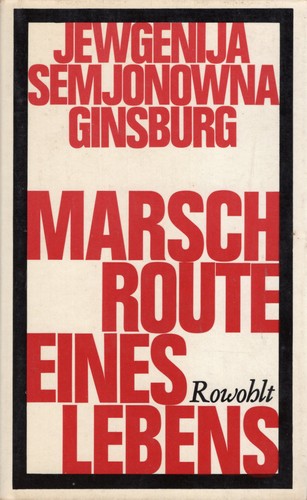 JEWGENIJA
SEMJONOWNA
GINSBURG
MARSCH
ROUTE
EINES
Rowohlt
LEBENS